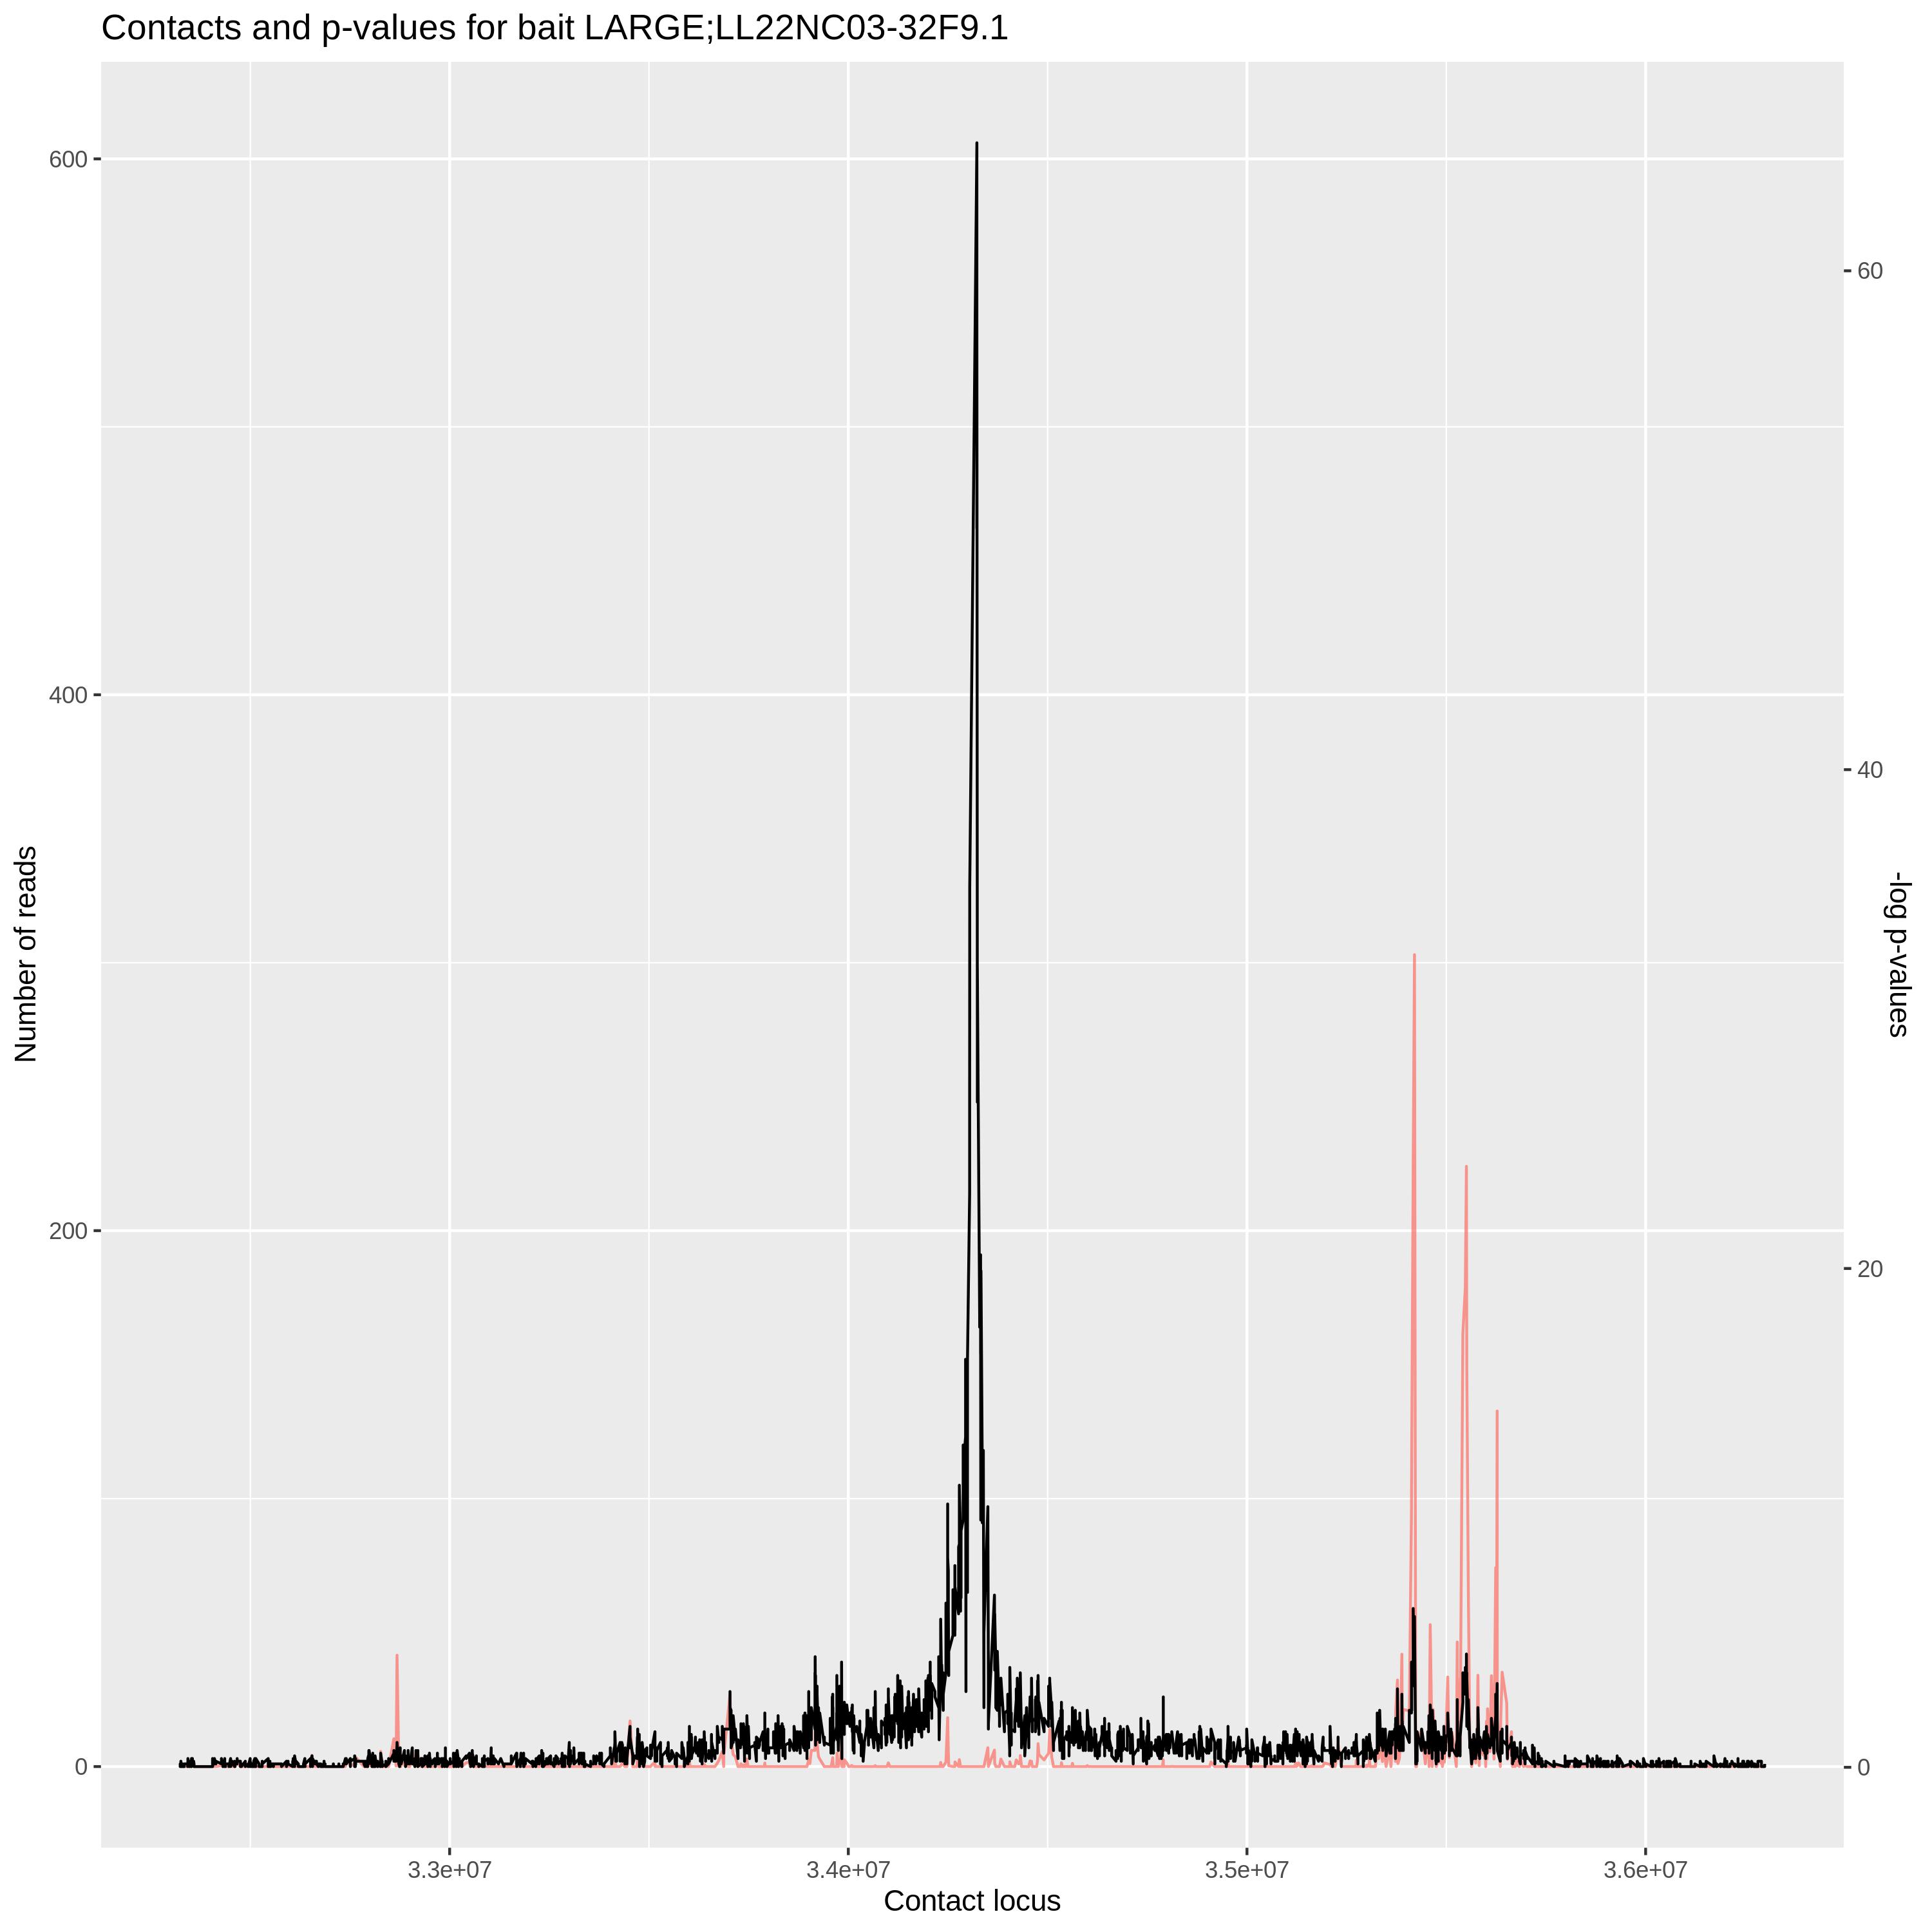 Contacts and p-values for bait LARGE;LL22NC03-32F9.1
600
400
200
0
Number of reads
60
40
20
0
-log p-values
3.3e+07
3.4e+07
3.5e+07
3.6e+07
Contact locus